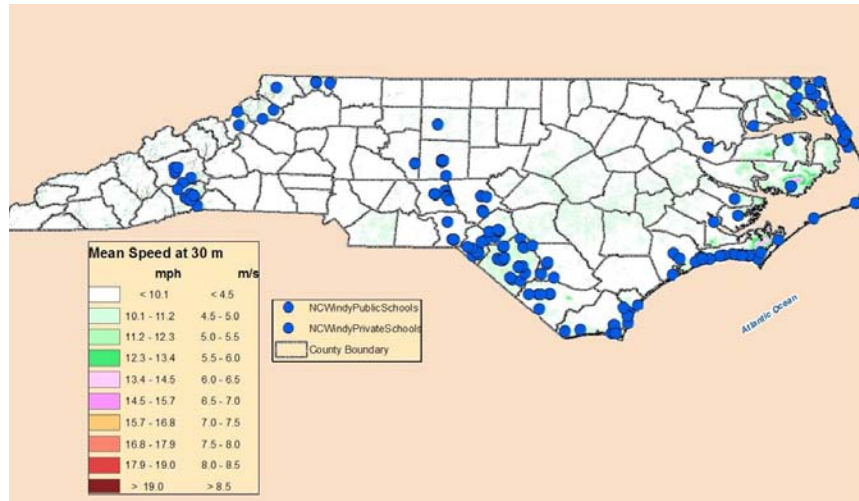 Mean Speed at 30 m
mph m/s
< 10.1 < 4.5
10.1 - 11.2 4.5 - 5.0
11.2 - 12.3 5.0 - 5.5
12.3 - 13.4 5.5 - 6.0
13.4 - 14.5 6.0 - 6.5
14.5 - 15.7 6.5 - 7.0
15.7 - 16.8 7.0 - 7.5
16.8 - 17.9 7.5 - 8.0
17.9 - 19.0 8.0 - 8.5
> 19.0 > 8.5
NCWindyPublicSchools
NCWindyPrivateSchools
County Boundary
Atlantic Ocean